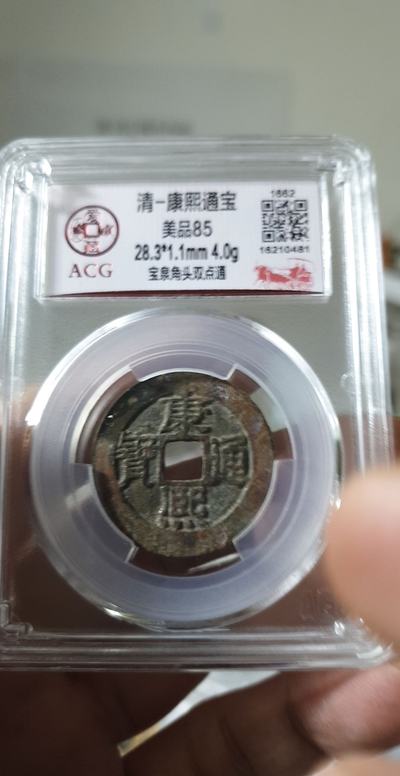 1662
清-康熙通宝
美品85
28.3*1.1mm 4.0g
宝泉角头双点通
16210481
ACG
康
寶 通
熙